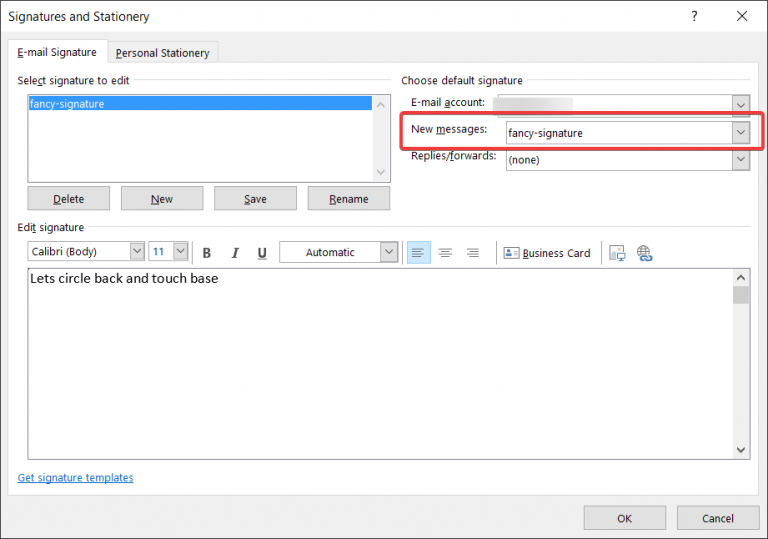 Signatures and Stationery
?
E-mail Signature
Personal Stationery
Select signature to edit
fancy-signature
Delete
New
Save
Rename
Choose default signature
E-mail account:
New messages: fancy-signature
Replies/forwards: (none)
Edit signature
Calibri (Body) 11 B I U Automatic Business Card
Lets circle back and touch base
Get signature templates
OK
Cancel